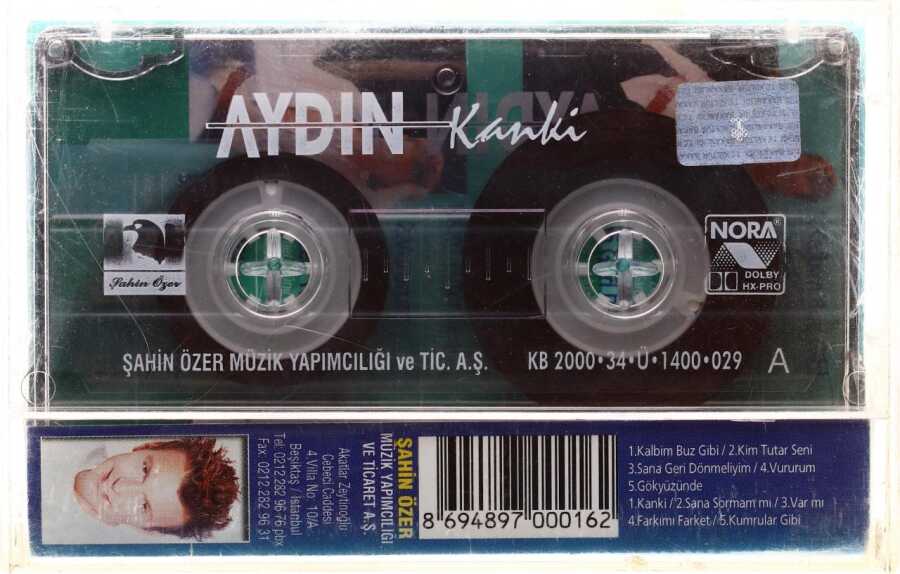 AYDIN Kanki
Şahin Özer
NORA®
DOLBY
HX-PRO
ŞAHİN ÖZER MÜZİK YAPIMCILIĞI ve TİC. A.Ş. KB 2000•34•Ü•1400•029 A
ŞAHİN ÖZER
MÜZİK YAPIMCILIĞI
VE TİCARET A.Ş.
Akatlar Zeytinoğlu
Cebeci Caddesi
4. Villa No: 10/A
Beşiktaş / İstanbul
Tel: 0212 282 96 76 pbx
Fax: 0212 282 96 31
8 694897 000162
1.Kalbim Buz Gibi / 2.Kim Tutar Seni
3.Sana Geri Dönmeliyim / 4.Vururum
5.Gökyüzünde
1.Kanki / 2.Sana Sormam mı / 3.Var mı
4.Farkımı Farket / 5.Kumrular Gibi